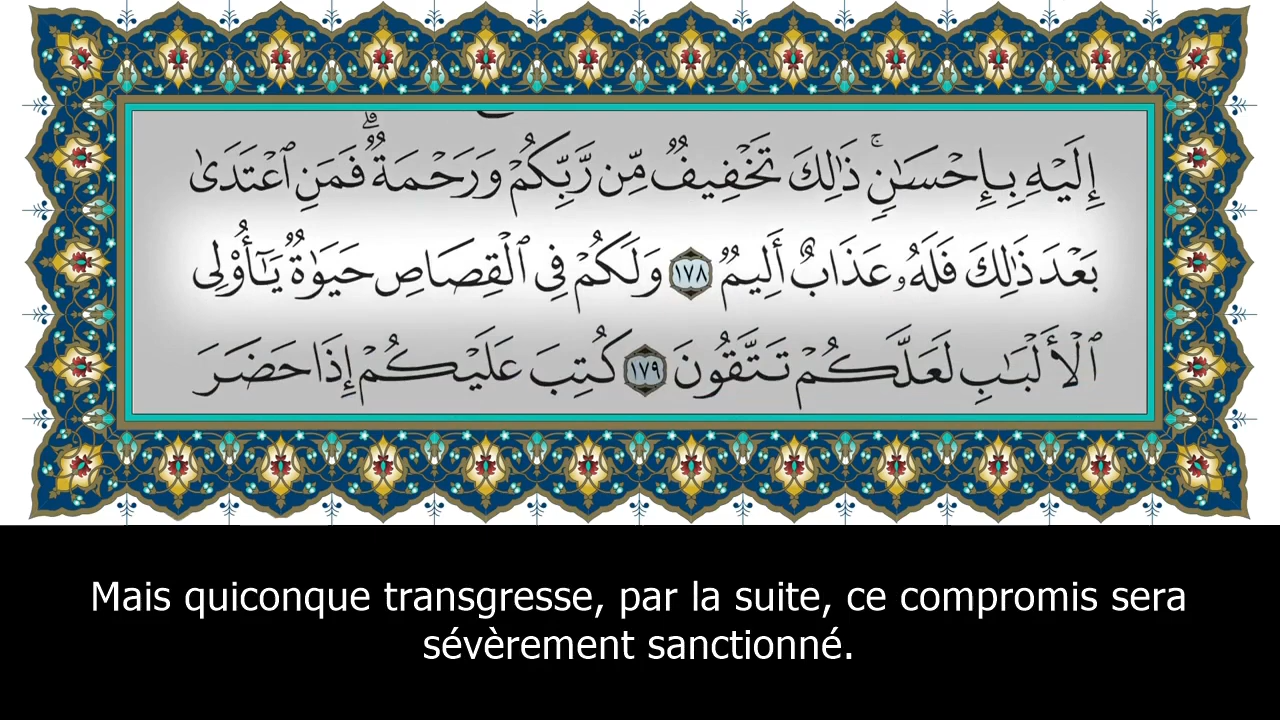 إِلَيْهِ بِإِحْسَـٰنٍۢ ۚ ذَٰلِكَ تَخْفِيفٌۭ مِّن رَّبِّكُمْ وَرَحْمَةٌۭ ۗ فَمَنِ ٱعْتَدَىٰ
بَعْدَ ذَٰلِكَ فَلَهُۥ عَذَابٌ أَلِيمٌۭ ١٧٨ وَلَكُمْ فِى ٱلْقِصَاصِ حَيَوٰةٌۭ يَـٰٓأُو۟لِى
ٱلْأَلْبَـٰبِ لَعَلَّكُمْ تَتَّقُونَ ١٧٩ كُتِبَ عَلَيْكُمْ إِذَا حَضَرَ
Mais quiconque transgresse, par la suite, ce compromis sera
sévèrement sanctionné.